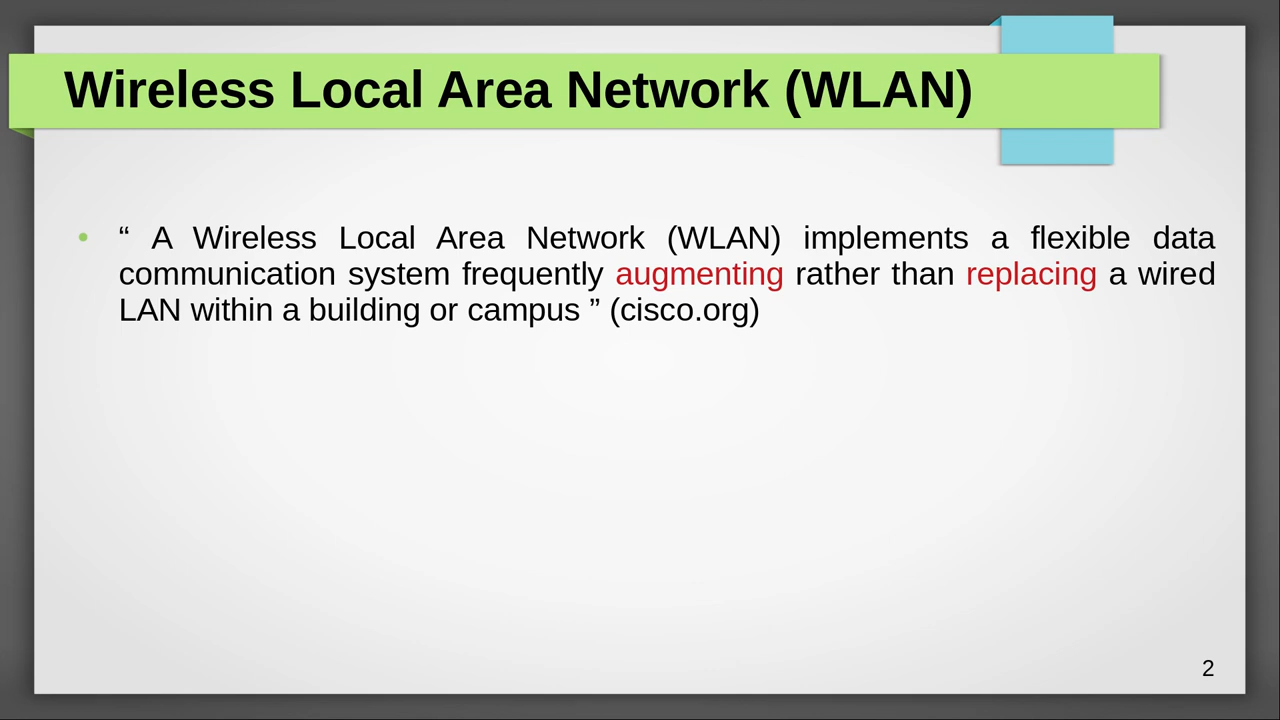 Wireless Local Area Network (WLAN)
• “ A Wireless Local Area Network (WLAN) implements a flexible data
communication system frequently augmenting rather than replacing a wired
LAN within a building or campus ” (cisco.org)
2